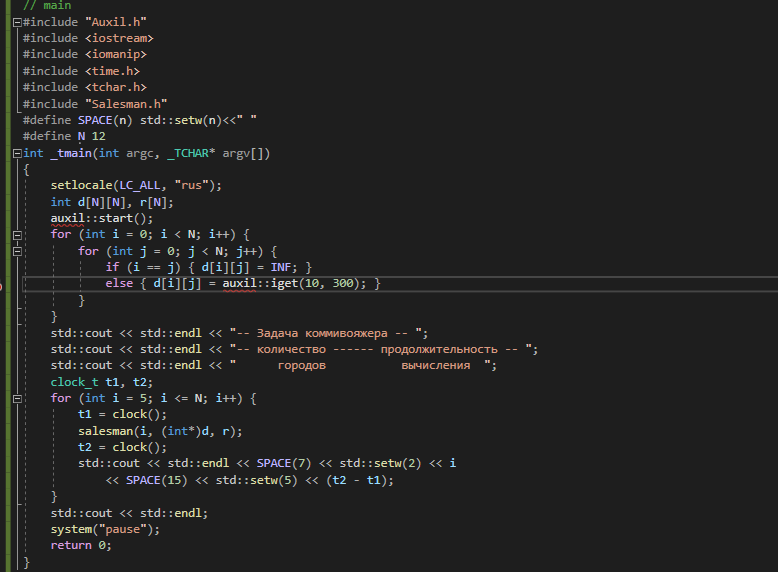 // main
#include "Auxil.h"
#include <iostream>
#include <iomanip>
#include <time.h>
#include <tchar.h>
#include "Salesman.h"
#define SPACE(n) std::setw(n)<<" "
#define N 12
int _tmain(int argc, _TCHAR* argv[])
{
    setlocale(LC_ALL, "rus");
    int d[N][N], r[N];
    auxil::start();
    for (int i = 0; i < N; i++) {
        for (int j = 0; j < N; j++) {
            if (i == j) { d[i][j] = INF; }
            else { d[i][j] = auxil::iget(10, 300); }
        }
    }
    std::cout << std::endl << "-- Задача коммивояжера -- ";
    std::cout << std::endl << "-- количество ------ продолжительность -- ";
    std::cout << std::endl << "      городов           вычисления  ";
    clock_t t1, t2;
    for (int i = 5; i <= N; i++) {
        t1 = clock();
        salesman(i, (int*)d, r);
        t2 = clock();
        std::cout << std::endl << SPACE(7) << std::setw(2) << i
            << SPACE(15) << std::setw(5) << (t2 - t1);
    }
    std::cout << std::endl;
    system("pause");
    return 0;
}